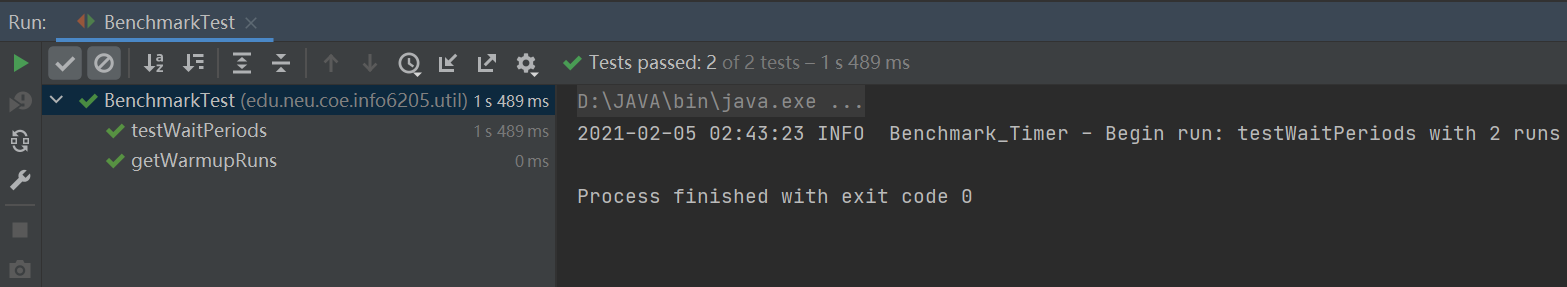 Run: BenchmarkTest
Tests passed: 2 of 2 tests – 1 s 489 ms
BenchmarkTest (edu.neu.coe.info6205.util) 1 s 489 ms
testWaitPeriods 1 s 489 ms
getWarmupRuns 0 ms
D:\JAVA\bin\java.exe ...
2021-02-05 02:43:23 INFO  Benchmark_Timer - Begin run: testWaitPeriods with 2 runs
Process finished with exit code 0